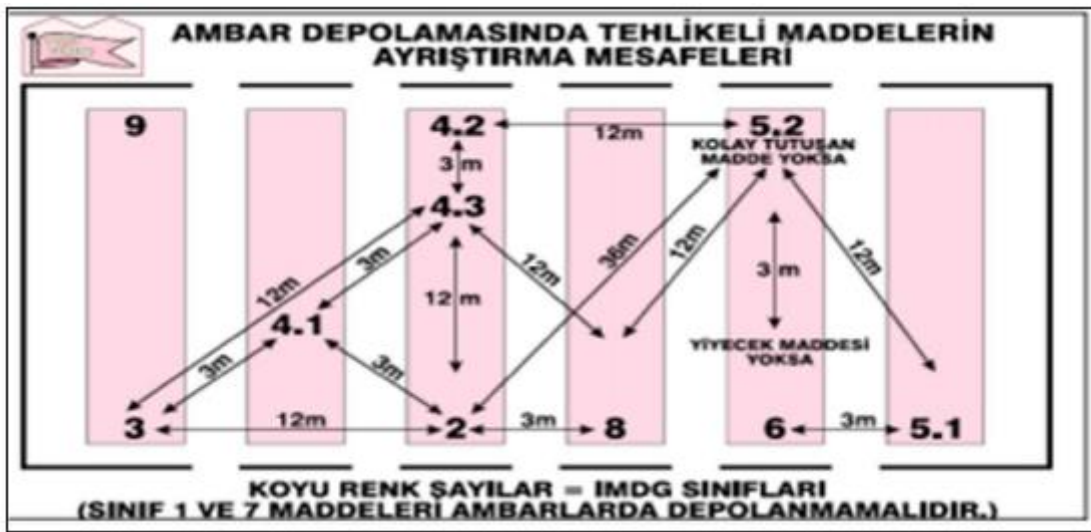 AMBAR DEPOLAMASINDA TEHLİKELİ MADDELERİN
AYRIŞTIRMA MESAFELERİ
9
4.2
12m
5.2
KOLAY TUTUŞAN
MADDE YOKSA
3 m
4.3
12m
3m
12 m
12m
36m
12m
3 m
12m
4.1
3m
3m
YİYECEK MADDESİ
YOKSA
3
12m
2
3m
8
6
3m
5.1
KOYU RENK ŞAYILAR = IMDG SINIFLARI
(SINIF 1 VE 7 MADDELERİ AMBARLARDA DEPOLANMAMALIDIR.)